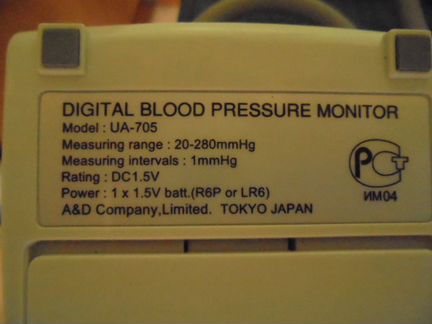 DIGITAL BLOOD PRESSURE MONITOR
Model : UA-705
Measuring range : 20-280mmHg
Measuring intervals : 1mmHg
Rating : DC1.5V
Power : 1 x 1.5V batt.(R6P or LR6)
A&D Company,Limited. TOKYO JAPAN
РСТ
ИМ04